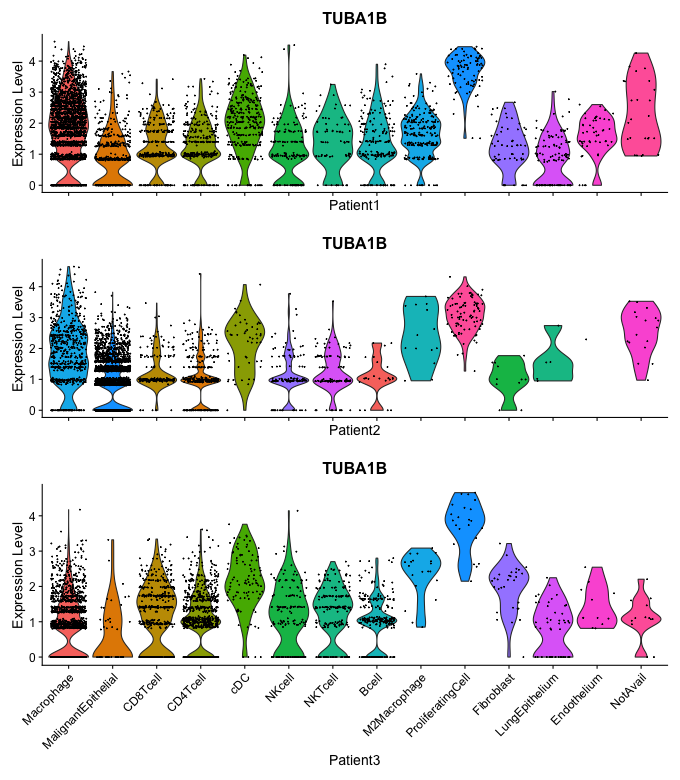 TUBA1B
Expression Level
4
3
2
1
0
Patient1
TUBA1B
Expression Level
4
3
2
1
0
Patient2
TUBA1B
Expression Level
4
3
2
1
0
Macrophage
MalignantEpithelial
CD8Tcell
CD4Tcell
cDC
NKcell
NKTcell
Bcell
M2Macrophage
ProliferatingCell
Fibroblast
LungEpithelium
Endothelium
NotAvail
Patient3